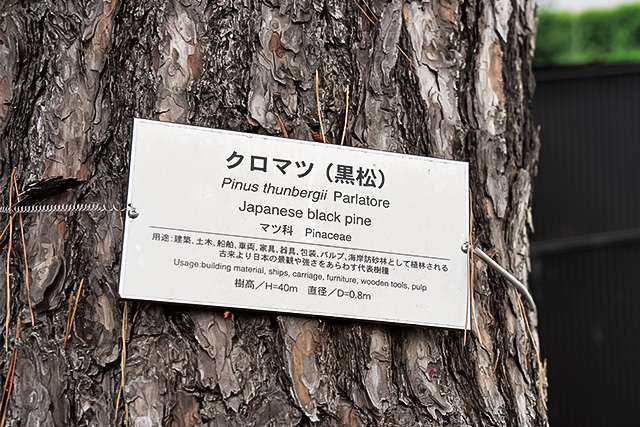 クロマツ（黒松）
Pinus thunbergii Parlatore
Japanese black pine
マツ科 Pinaceae
用途:建築､土木､船舶､車両､家具､器具､包装､パルプ､海岸防砂林として植林される
古来より日本の景観や強さをあらわす代表樹種
Usage:building material, ships, carriage, furniture, wooden tools, pulp
樹高／H=40m 直径／D=0.8m